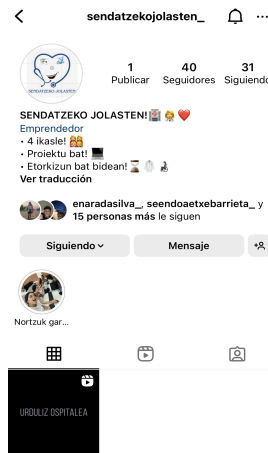 sendatzekojolasten_
SENDATZEKO JOLASTEN
1
Publicar
40
Seguidores
31
Siguiendo
SENDATZEKO JOLASTEN!
Emprendedor
• 4 ikasle!
• Proiektu bat!
• Etorkizun bat bidean!
Ver traducción
enaradasilva_, seendoaetxebarrieta_ y
15 personas más le siguen
Siguiendo
Mensaje
Nortzuk gar...
URDULIZ OSPITALEA